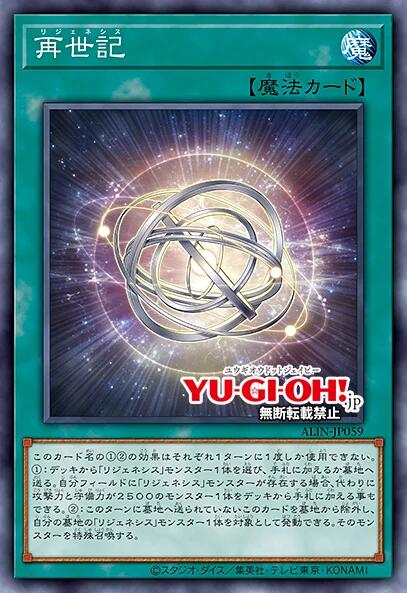 リジェネシス
再世記
魔
まほう
【魔法カード】
ユウギオウドットジェイピー
YU-GI-OH!.jp
無断転載禁止
ALIN-JP059
このカード名の①②の効果はそれぞれ1ターンに1度しか使用できない。
①:デッキから「リジェネシス」モンスター1体を選び、手札に加えるか墓地へ
送る。自分フィールドに「リジェネシス」モンスターが存在する場合、代わりに
攻撃力と守備力が2500のモンスター1体をデッキから手札に加える事も
できる。②:このターンに墓地へ送られていないこのカードを墓地から除外し、
自分の墓地の「リジェネシス」モンスター1体を対象として発動できる。そのモン
スターを特殊召喚する。
©スタジオ・ダイス/集英社・テレビ東京・KONAMI